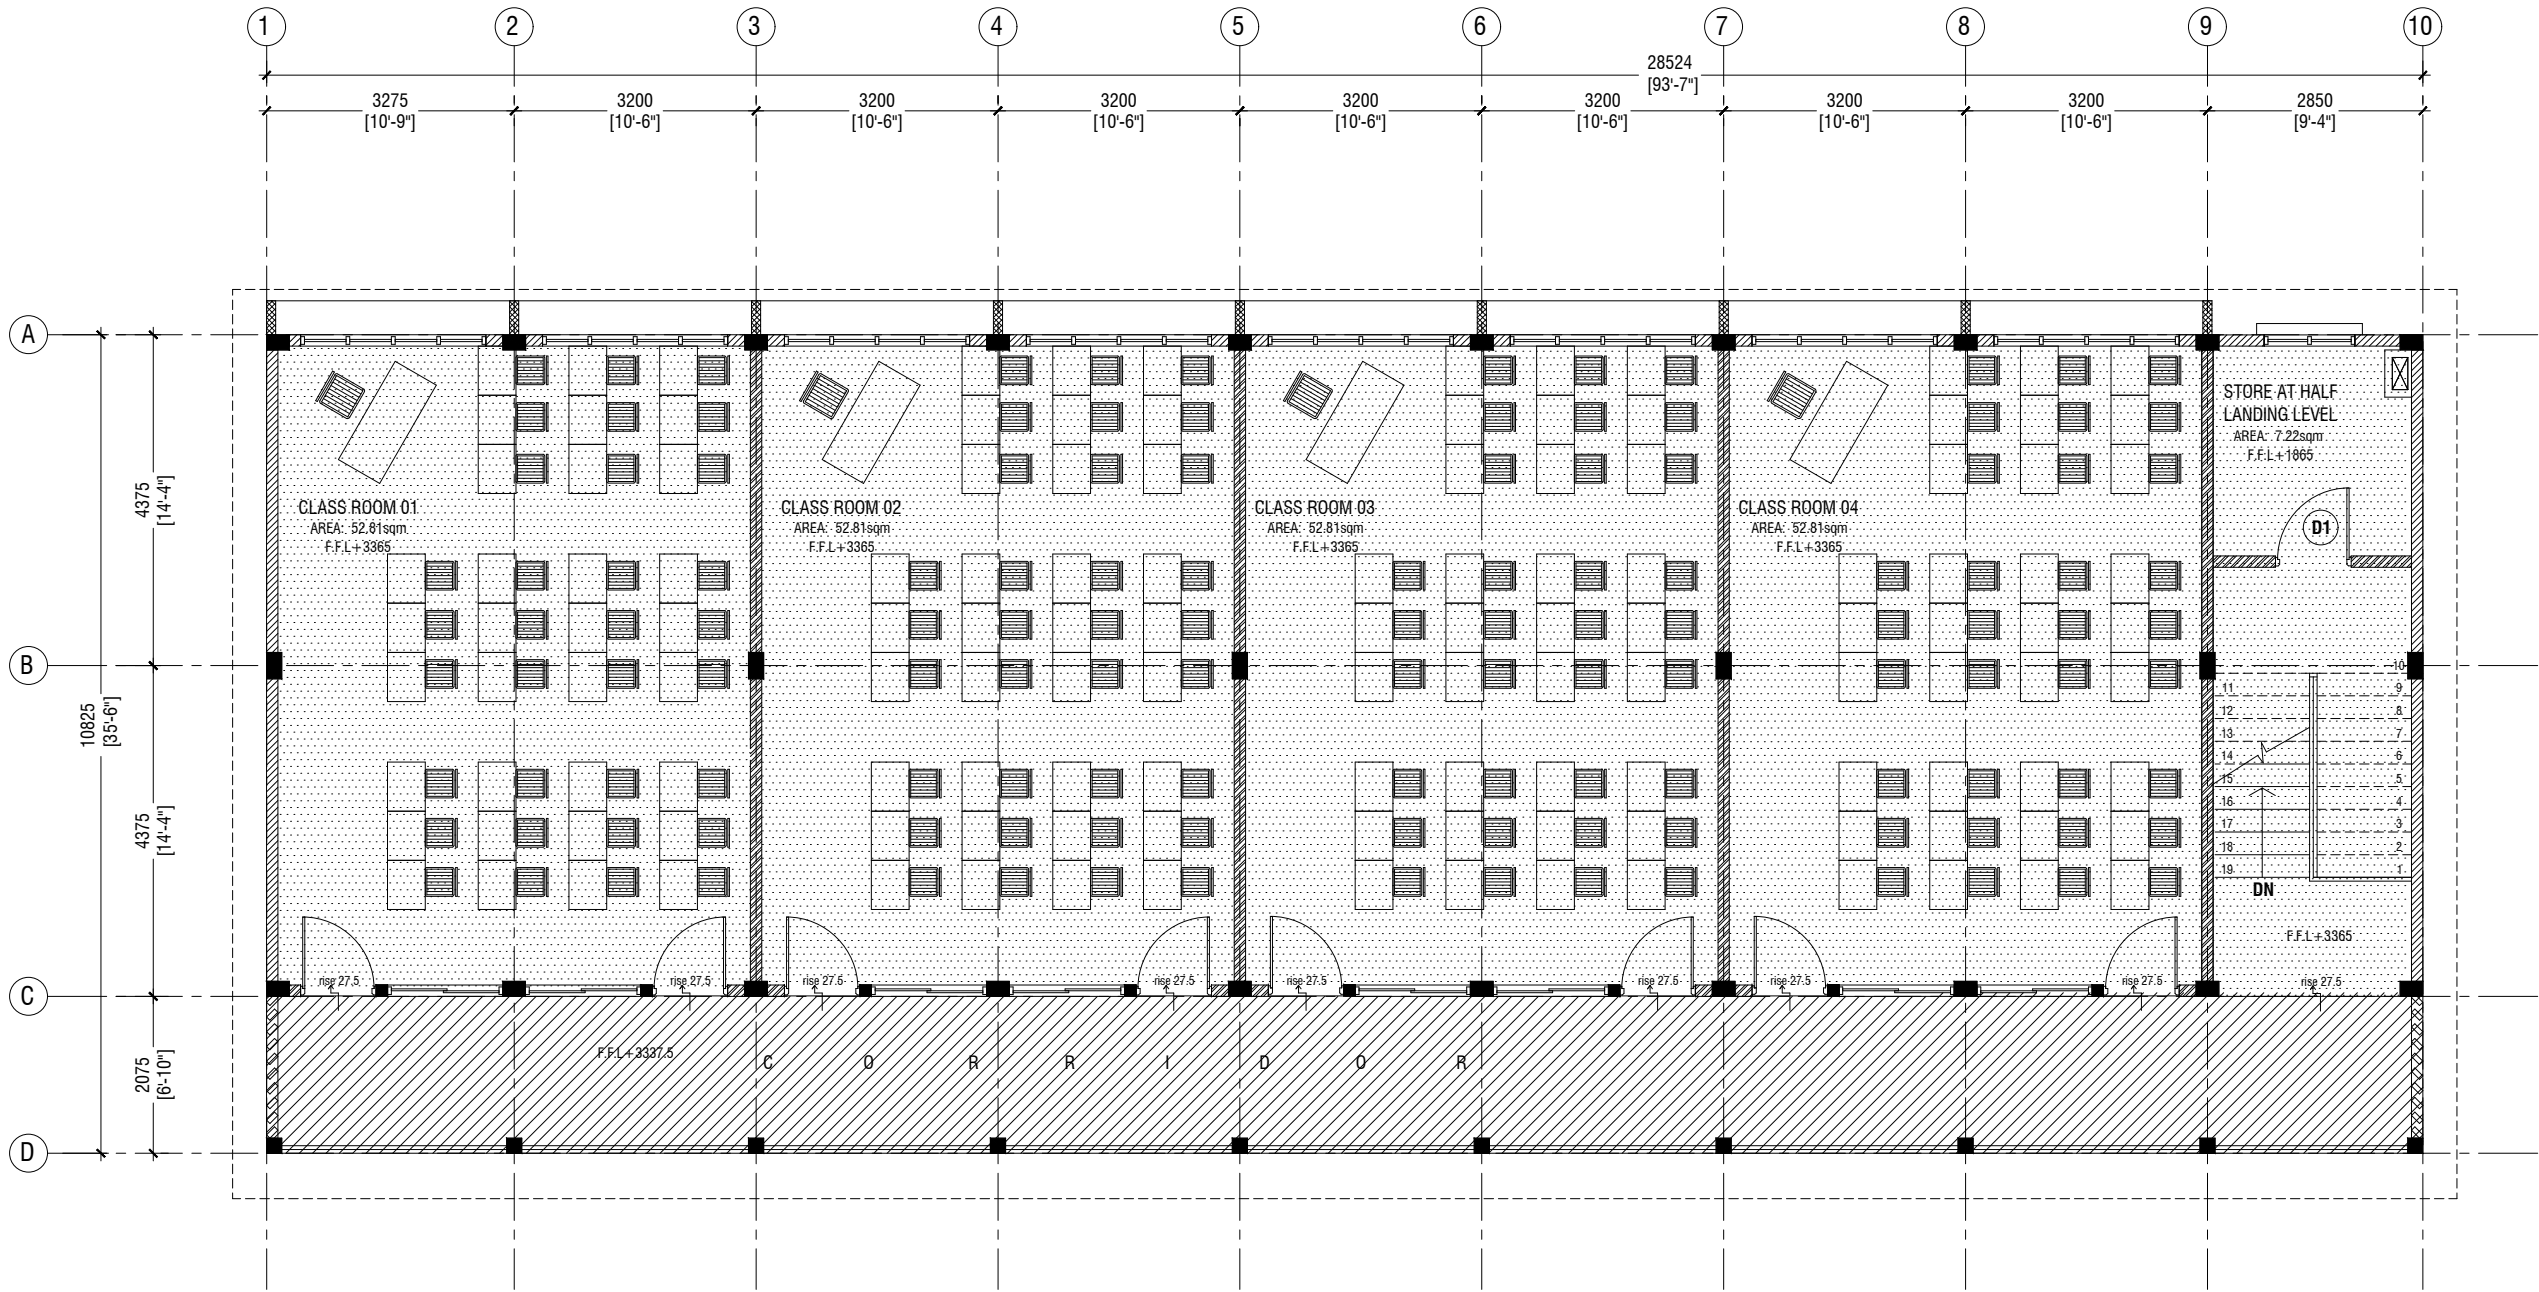 1 2 3 4 5 6 7 8 9 10
28524
[93'-7"]
3275 3200 3200 3200 3200 3200 3200 3200 2850
[10'-9"] [10'-6"] [10'-6"] [10'-6"] [10'-6"] [10'-6"] [10'-6"] [10'-6"] [9'-4"]
A
B
C
D
10825
[35'-6"]
4375
[14'-4"]
4375
[14'-4"]
2075
[6'-10"]
CLASS ROOM 01
AREA: 52.81sqm
F.F.L+3365
CLASS ROOM 02
AREA: 52.81sqm
F.F.L+3365
CLASS ROOM 03
AREA: 52.81sqm
F.F.L+3365
CLASS ROOM 04
AREA: 52.81sqm
F.F.L+3365
STORE AT HALF
LANDING LEVEL
AREA: 7.22sqm
F.F.L+1865
D1
10
11 9
12 8
13 7
14 6
15 5
16 4
17 3
18 2
19 1
DN
F.F.L+3365
rise 27.5 rise 27.5 rise 27.5 rise 27.5 rise 27.5 rise 27.5 rise 27.5 rise 27.5 rise 27.5
F.F.L+3337.5
C O R R I D O R